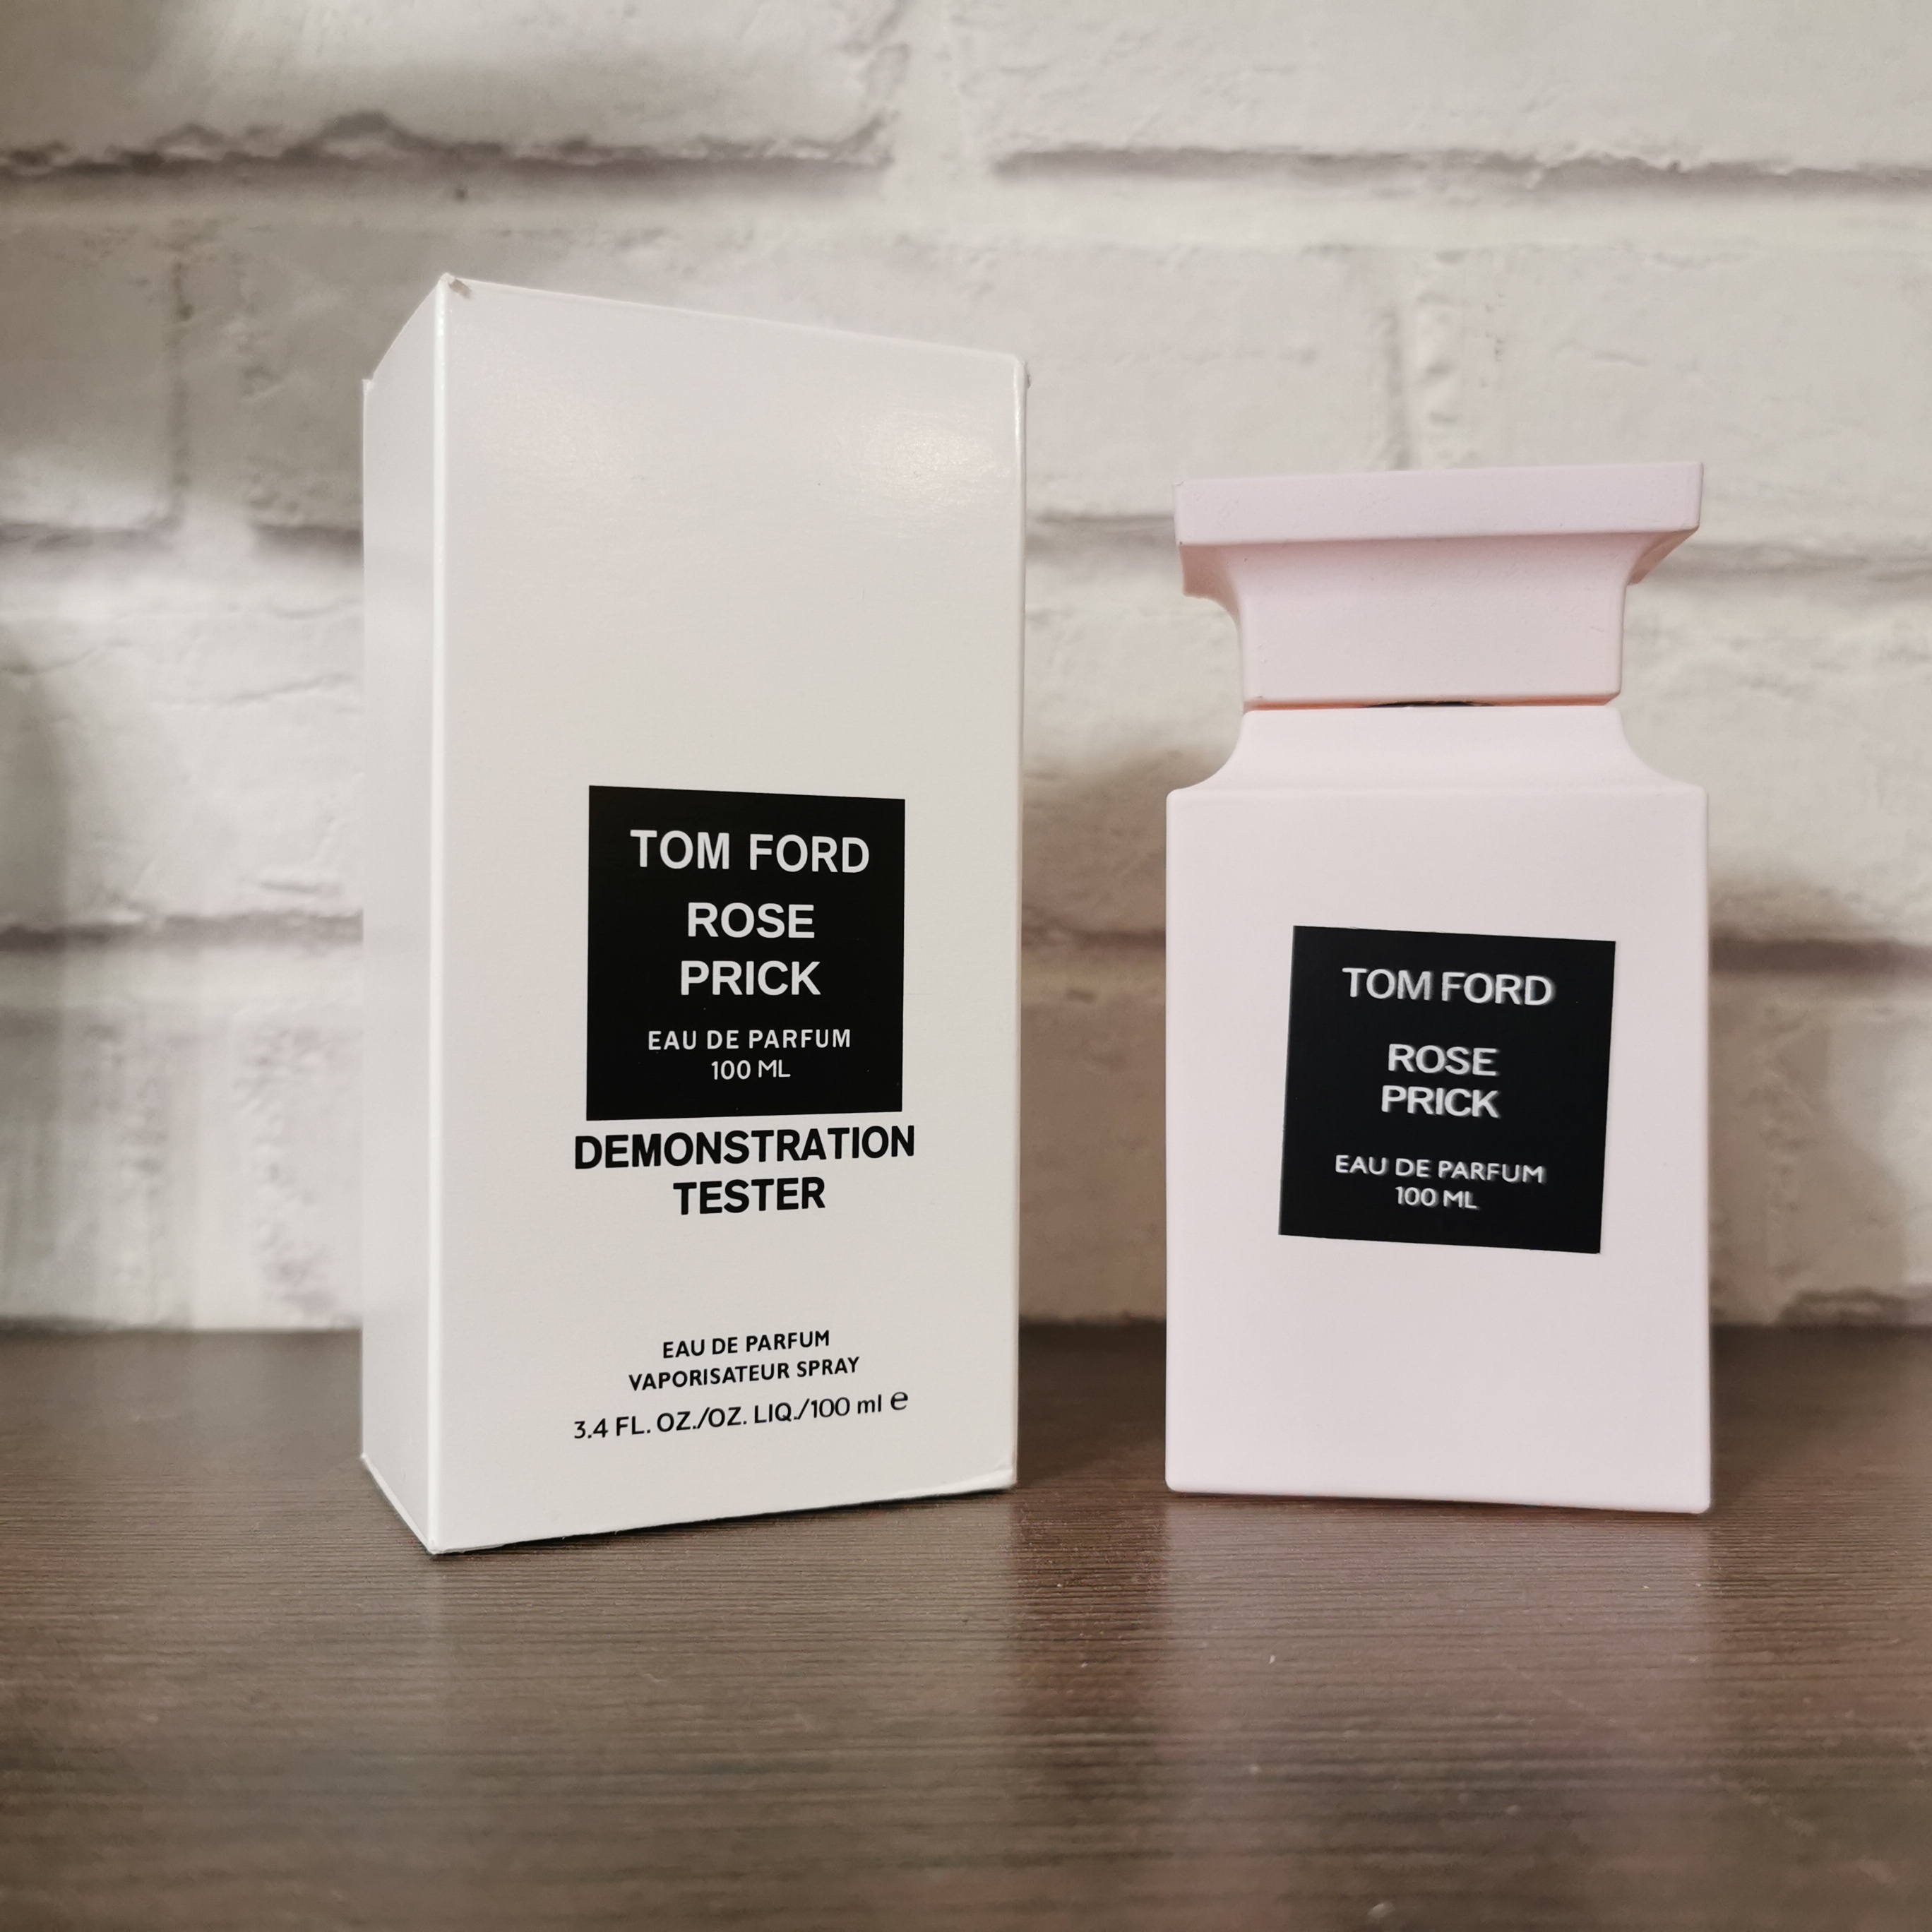 TOM FORD
ROSE
PRICK
EAU DE PARFUM
100 ML
DEMONSTRATION
TESTER
EAU DE PARFUM
VAPORISATEUR SPRAY
3.4 FL. OZ./OZ. LIQ./100 ml e
TOM FORD
ROSE
PRICK
EAU DE PARFUM
100 ML